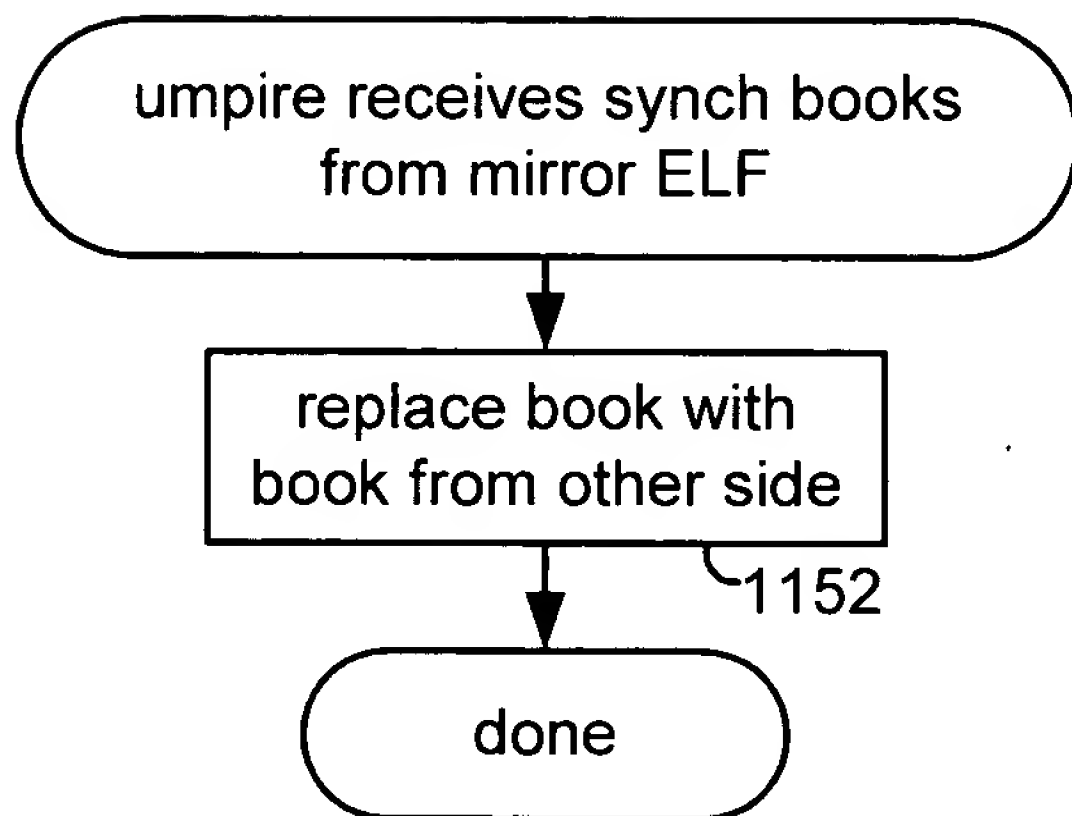 umpire receives synch books
from mirror ELF
replace book with
book from other side
1152
done